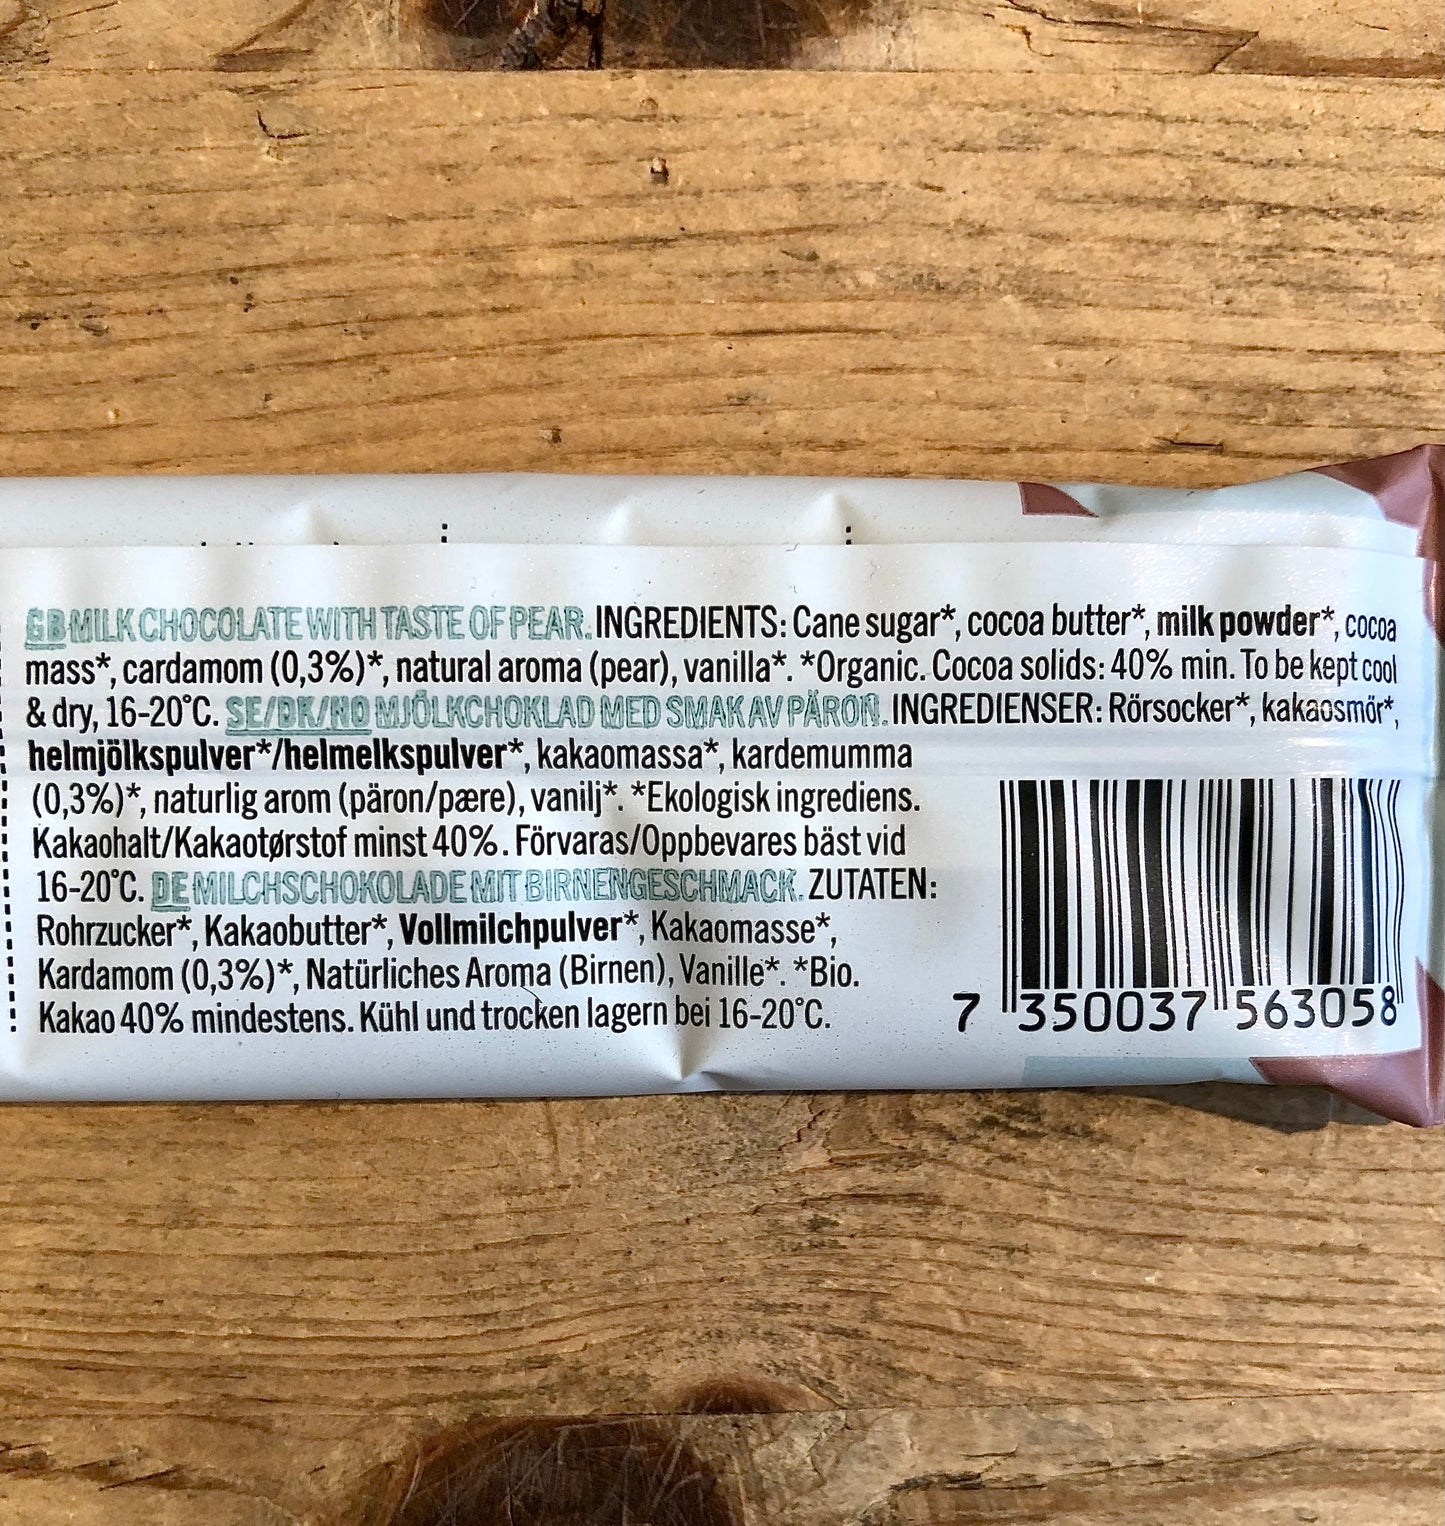 GB MILK CHOCOLATE WITH TASTE OF PEAR. INGREDIENTS: Cane sugar*, cocoa butter*, milk powder*, cocoa
mass*, cardamom (0,3%)*, natural aroma (pear), vanilla*. *Organic. Cocoa solids: 40% min. To be kept cool
& dry, 16-20°C. SE/DK/NO MJÖLKCHOKLAD MED SMAK AV PÄRON. INGREDIENSER: Rörsocker*, kakaosmör*,
helmjölkspulver*/helmelkspulver*, kakaomassa*, kardemumma
(0,3%)*, naturlig arom (päron/pære), vanilj*. *Ekologisk ingrediens.
Kakaohalt/Kakaotørstof minst 40%. Förvaras/Oppbevares bäst vid
16-20°C. DE MILCHSCHOKOLADE MIT BIRNENGESCHMACK. ZUTATEN:
Rohrzucker*, Kakaobutter*, Vollmilchpulver*, Kakaomasse*,
Kardamom (0,3%)*, Natürliches Aroma (Birnen), Vanille*. *Bio.
Kakao 40% mindestens. Kühl und trocken lagern bei 16-20°C.
7 350037 563058